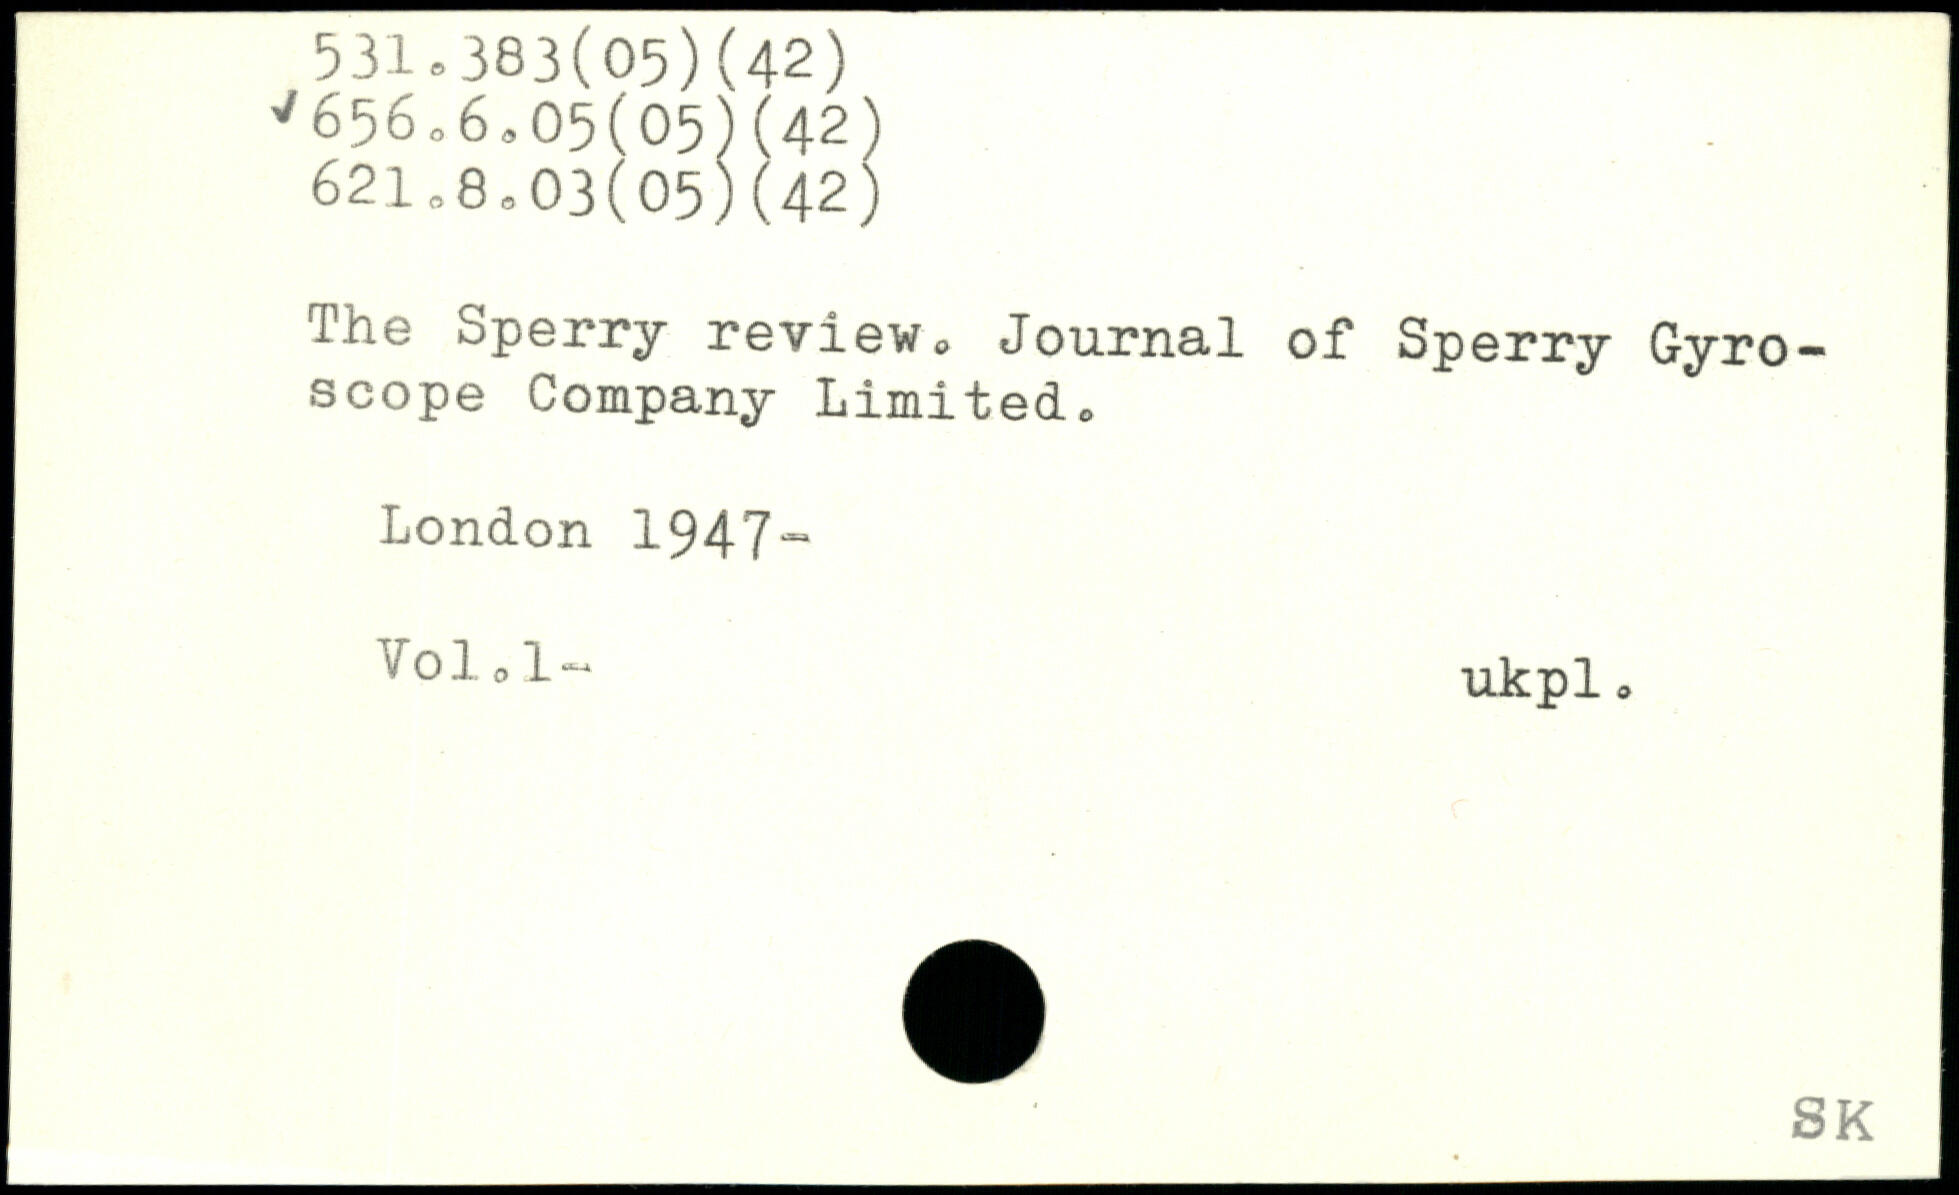 531.383(05)(42)
✓656.6.05(05)(42)
621.8.03(05)(42)
The Sperry review. Journal of Sperry Gyro-
scope Company Limited.
London 1947-
Vol.1-
ukpl.
SK